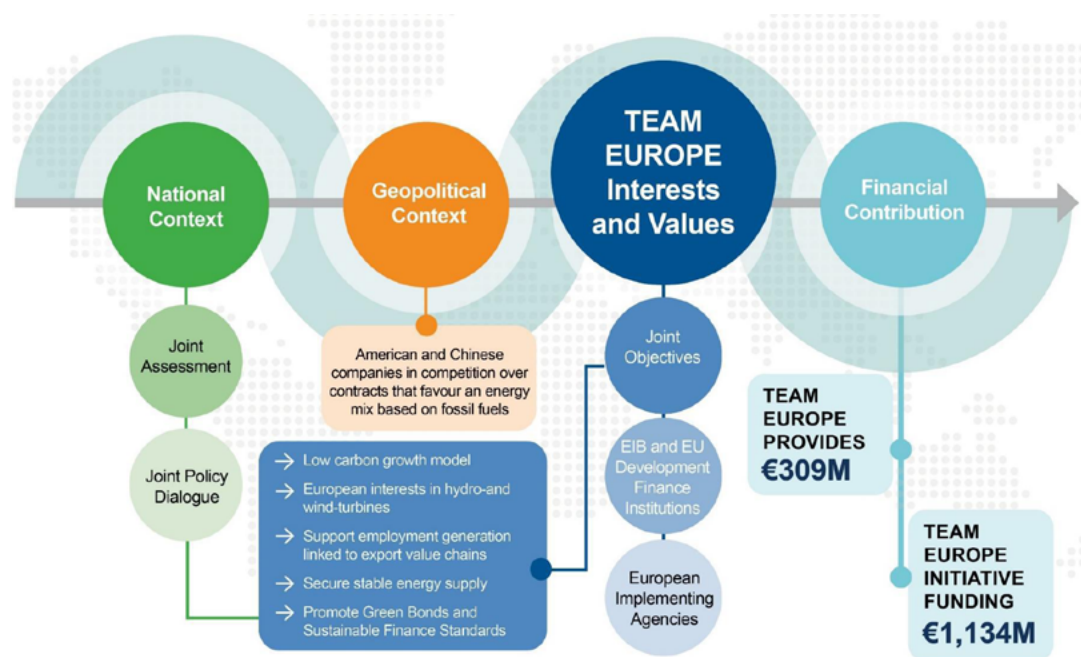 National
Context
Geopolitical
Context
TEAM
EUROPE
Interests
and Values
Financial
Contribution
Joint
Assessment
Joint Policy
Dialogue
American and Chinese
companies in competition over
contracts that favour an energy
mix based on fossil fuels
→ Low carbon growth model
→ European interests in hydro-and
wind-turbines
→ Support employment generation
linked to export value chains
→ Secure stable energy supply
→ Promote Green Bonds and
Sustainable Finance Standards
Joint
Objectives
EIB and EU
Development
Finance
Institutions
European
Implementing
Agencies
TEAM
EUROPE
PROVIDES
€309M
TEAM
EUROPE
INITIATIVE
FUNDING
€1,134M